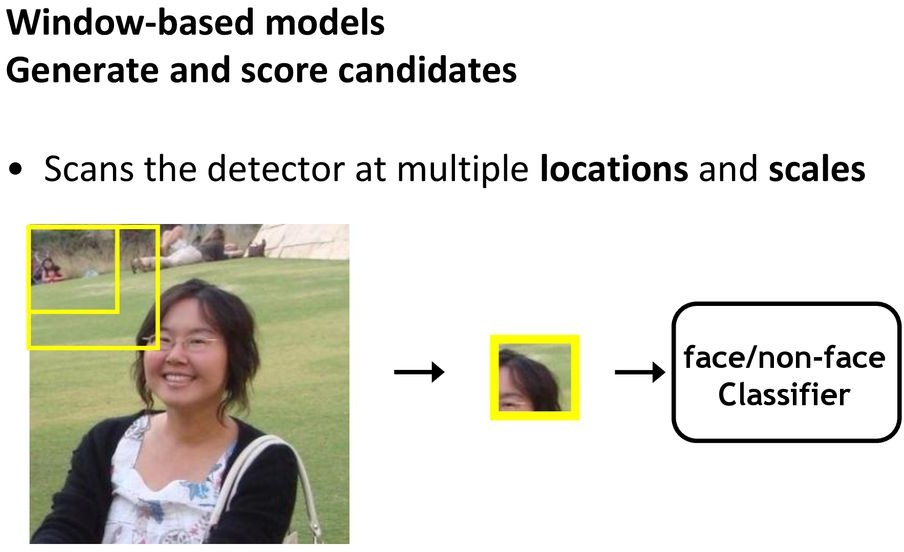 Window-based models
Generate and score candidates
• Scans the detector at multiple locations and scales
face/non-face
Classifier